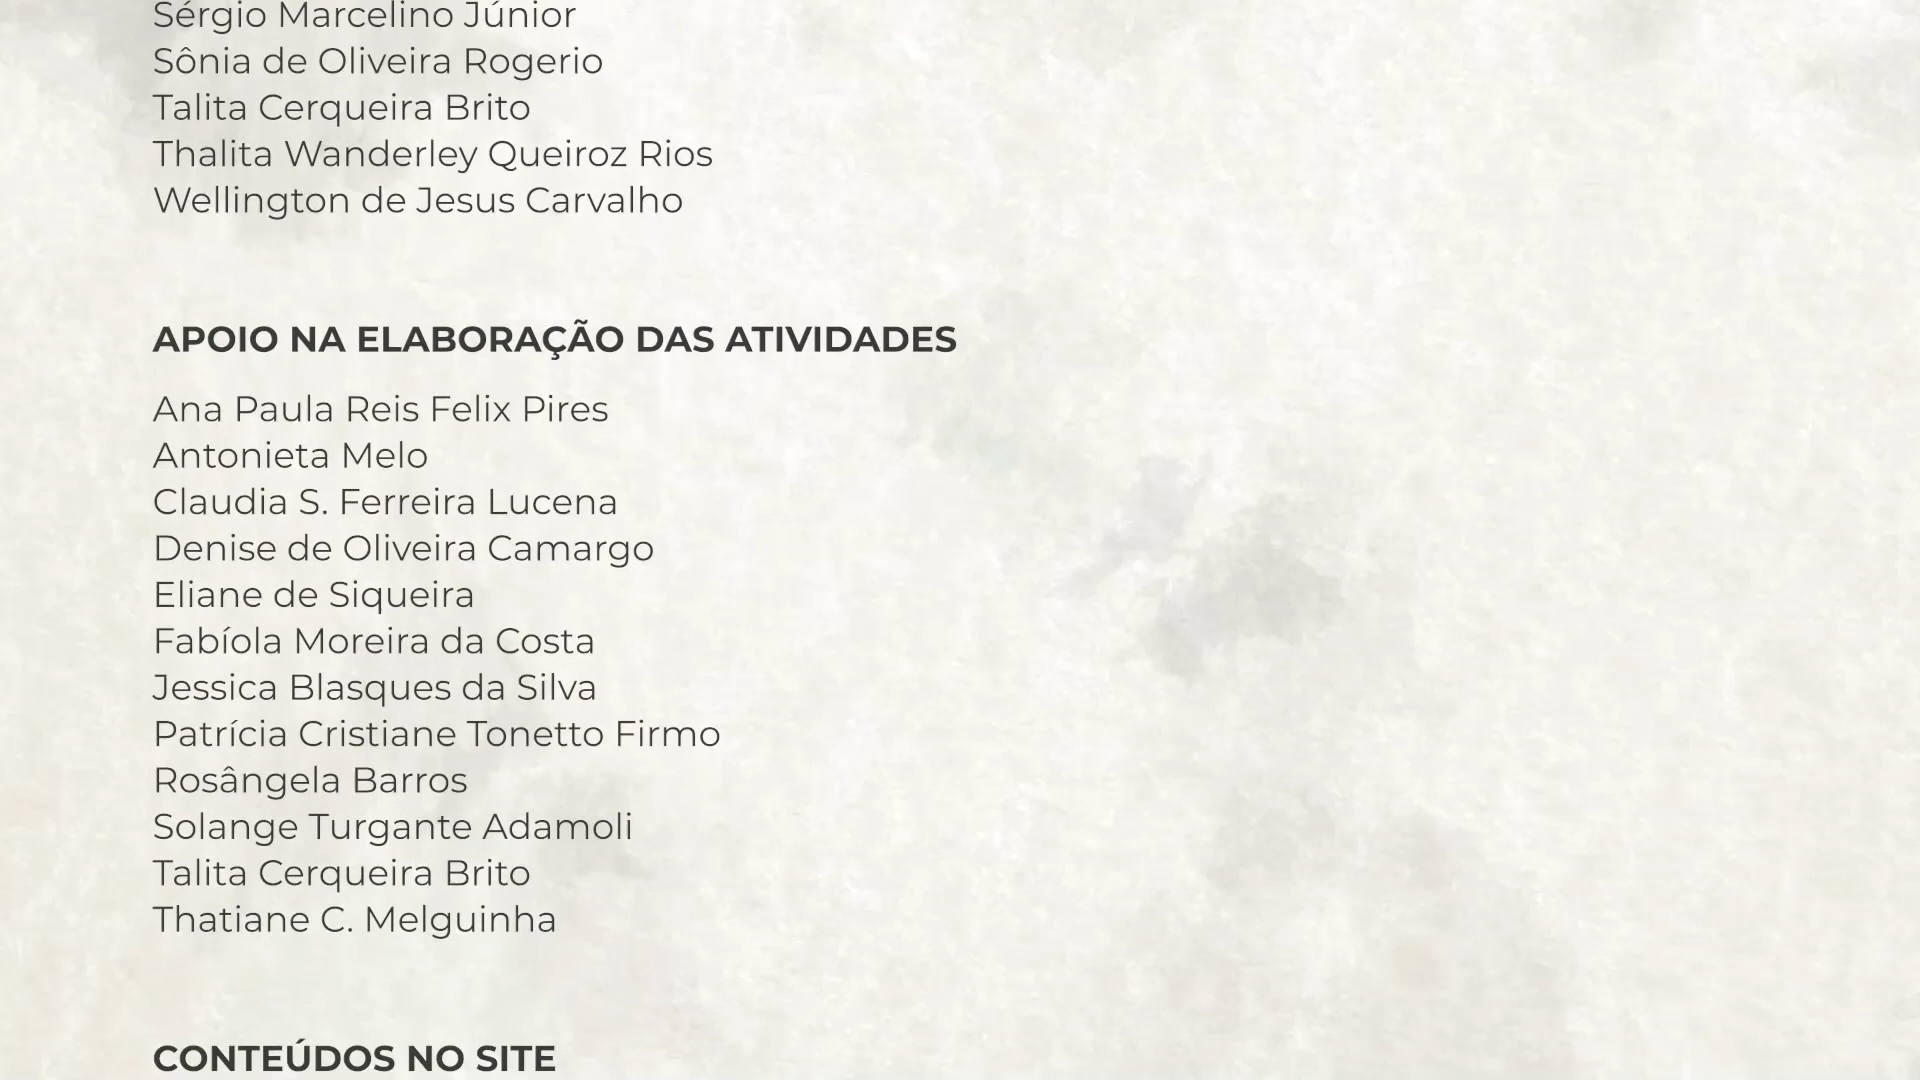 Sérgio Marcelino Júnior
Sônia de Oliveira Rogerio
Talita Cerqueira Brito
Thalita Wanderley Queiroz Rios
Wellington de Jesus Carvalho
APOIO NA ELABORAÇÃO DAS ATIVIDADES
Ana Paula Reis Felix Pires
Antonieta Melo
Claudia S. Ferreira Lucena
Denise de Oliveira Camargo
Eliane de Siqueira
Fabíola Moreira da Costa
Jessica Blasques da Silva
Patrícia Cristiane Tonetto Firmo
Rosângela Barros
Solange Turgante Adamoli
Talita Cerqueira Brito
Thatiane C. Melguinha
CONTEÚDOS NO SITE